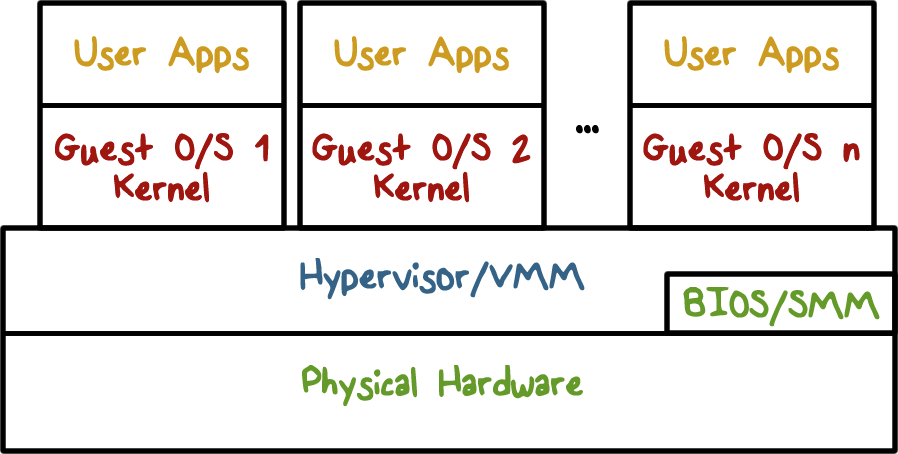 User Apps
User Apps
User Apps
Guest O/S 1
Kernel
Guest O/S 2
Kernel
...
Guest O/S n
Kernel
Hypervisor/VMM
BIOS/SMM
Physical Hardware